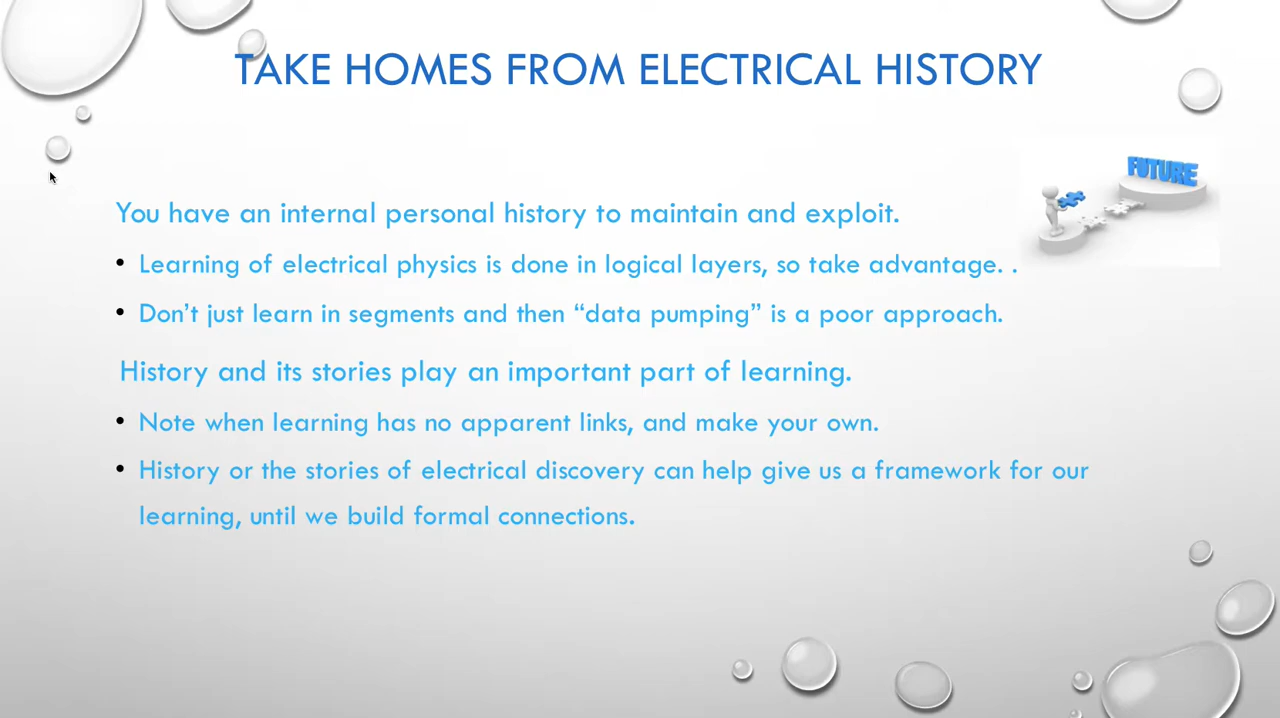 TAKE HOMES FROM ELECTRICAL HISTORY
FUTURE
You have an internal personal history to maintain and exploit.
• Learning of electrical physics is done in logical layers, so take advantage. .
• Don’t just learn in segments and then “data pumping” is a poor approach.
History and its stories play an important part of learning.
• Note when learning has no apparent links, and make your own.
• History or the stories of electrical discovery can help give us a framework for our
learning, until we build formal connections.